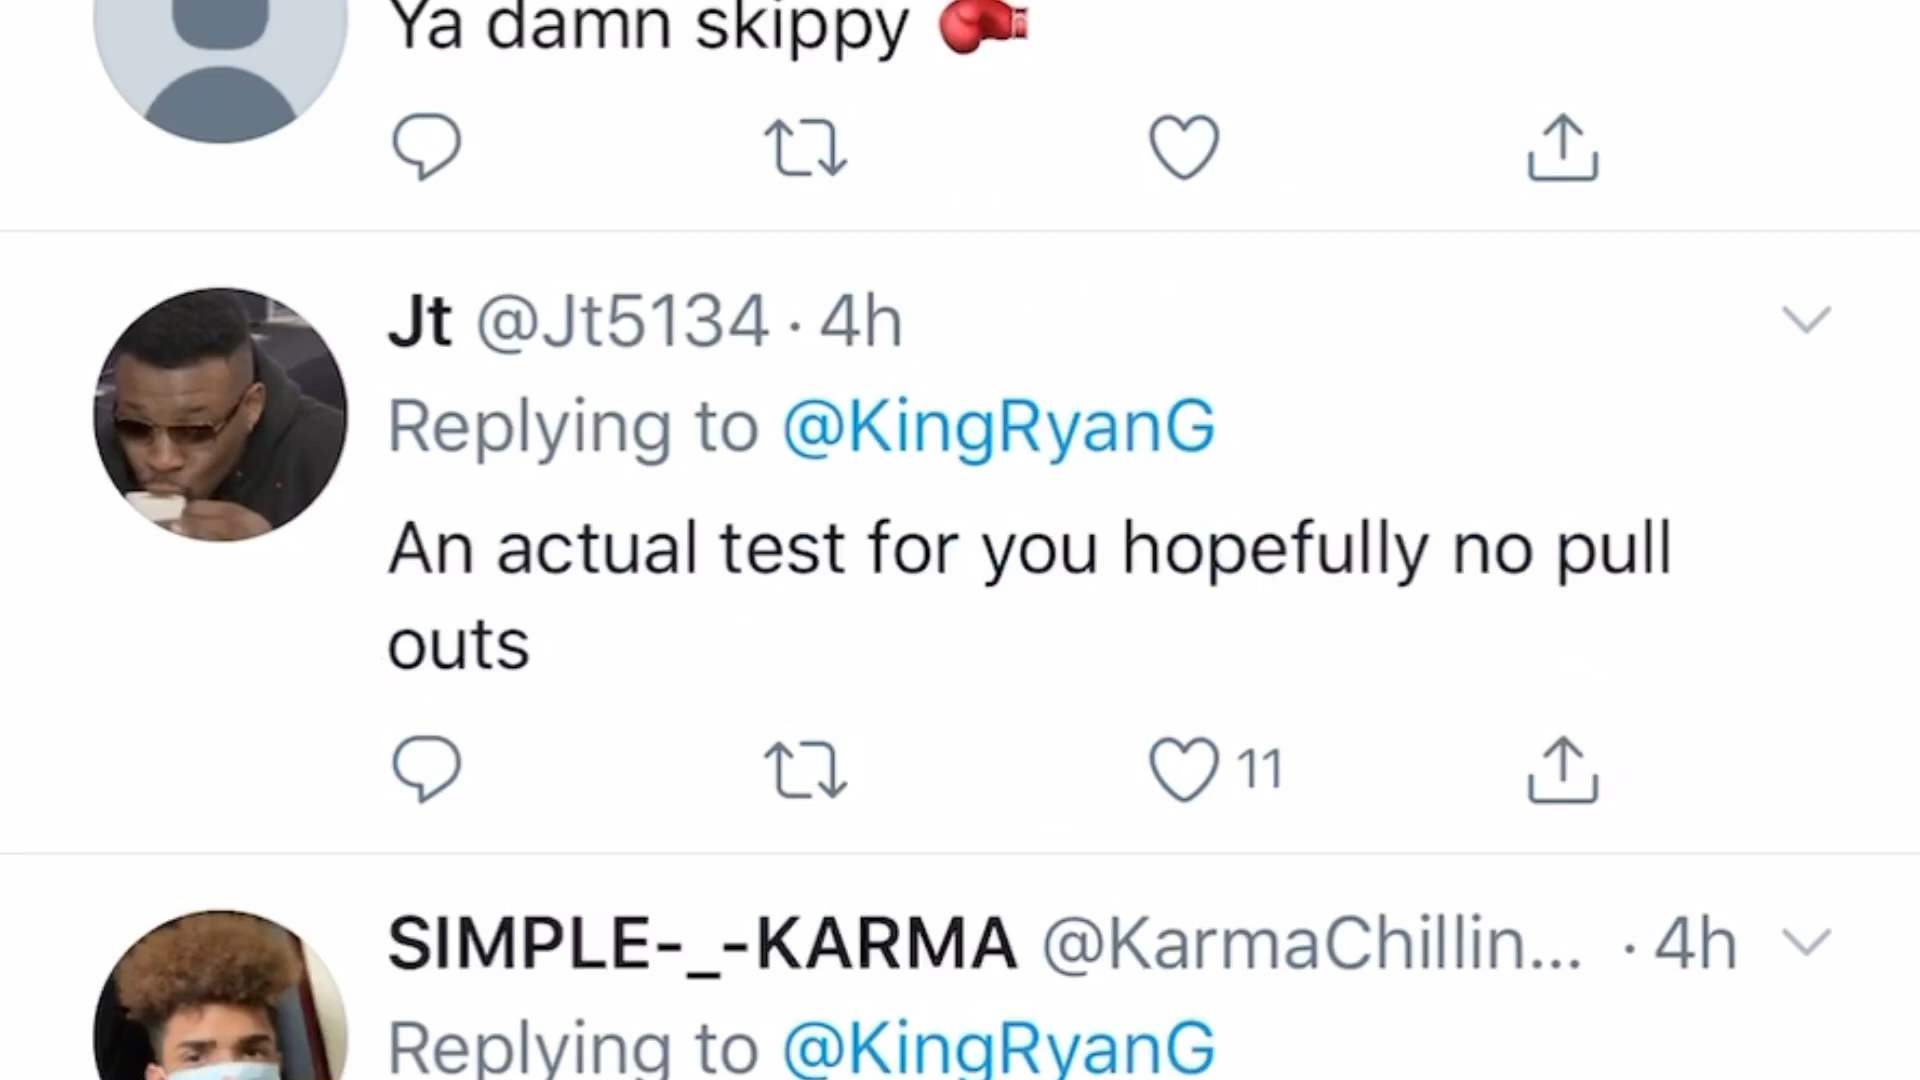 Ya damn skippy 🥊
Jt @Jt5134 · 4h
Replying to @KingRyanG
An actual test for you hopefully no pull
outs
11
SIMPLE-_-KARMA @KarmaChillin... · 4h
Replying to @KingRyanG